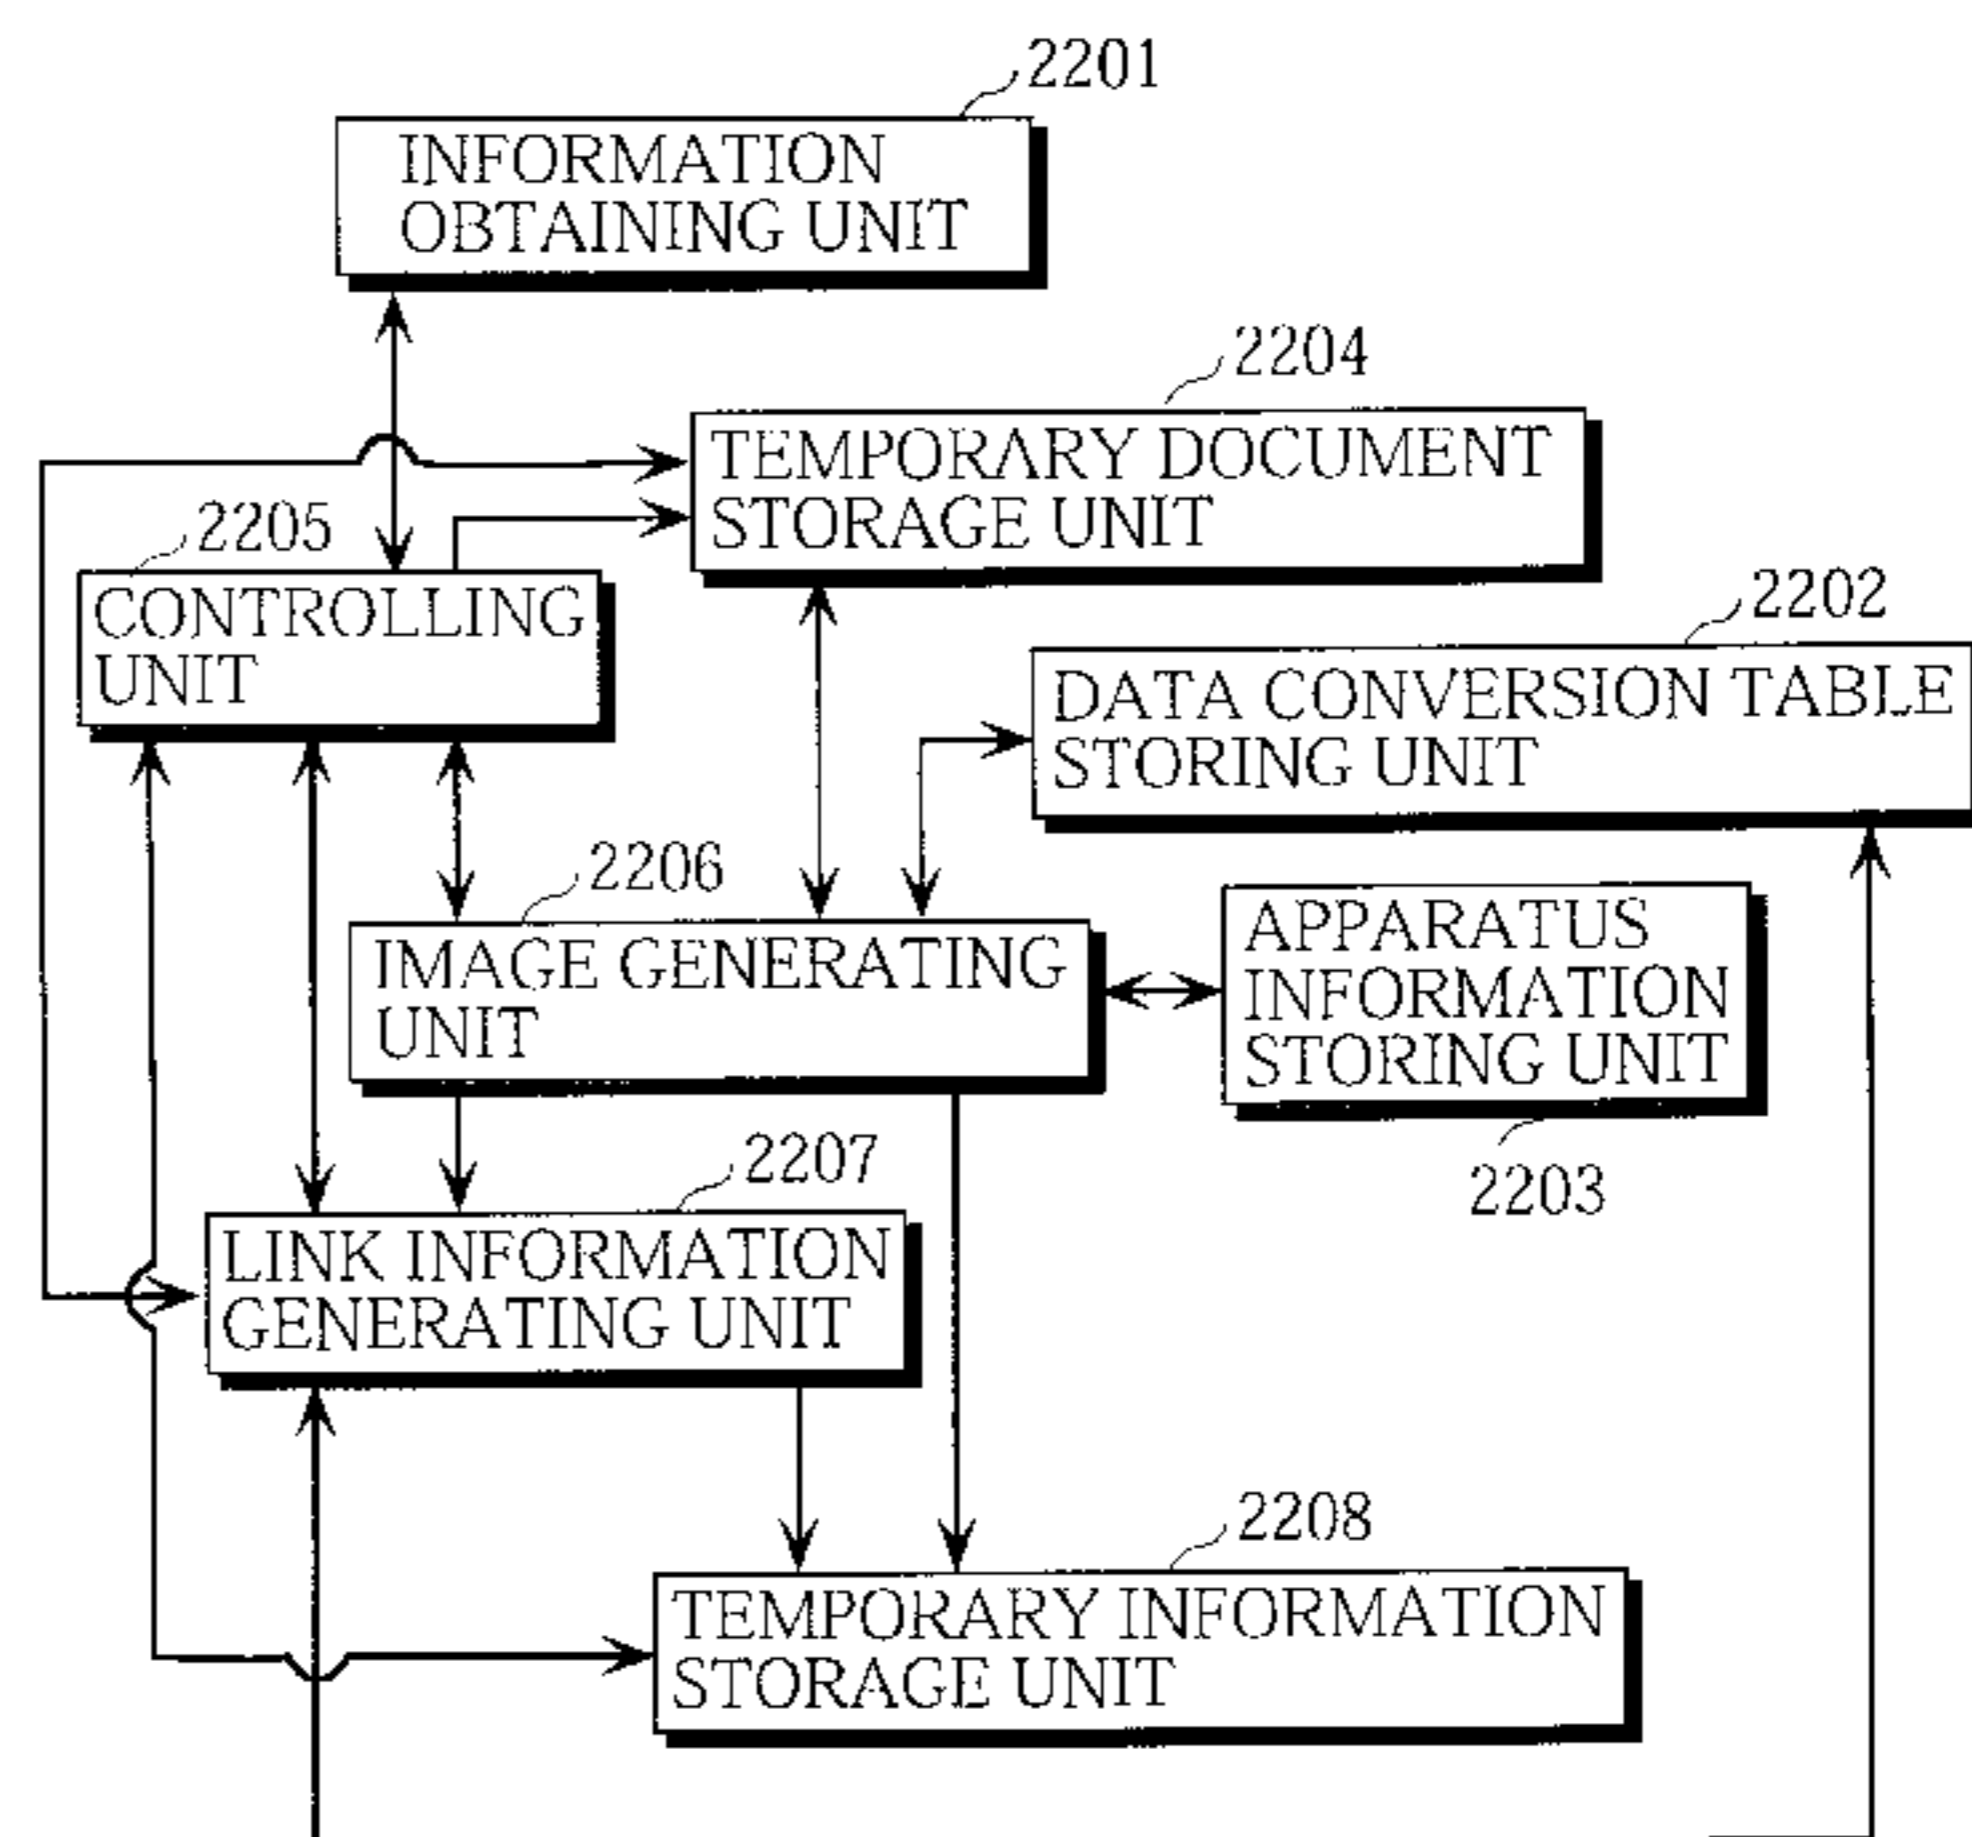 2201
INFORMATION
OBTAINING UNIT
2204
TEMPORARY DOCUMENT
STORAGE UNIT
2205
CONTROLLING
UNIT
2202
DATA CONVERSION TABLE
STORING UNIT
2206
IMAGE GENERATING
UNIT
APPARATUS
INFORMATION
STORING UNIT
2203
2207
LINK INFORMATION
GENERATING UNIT
2208
TEMPORARY INFORMATION
STORAGE UNIT